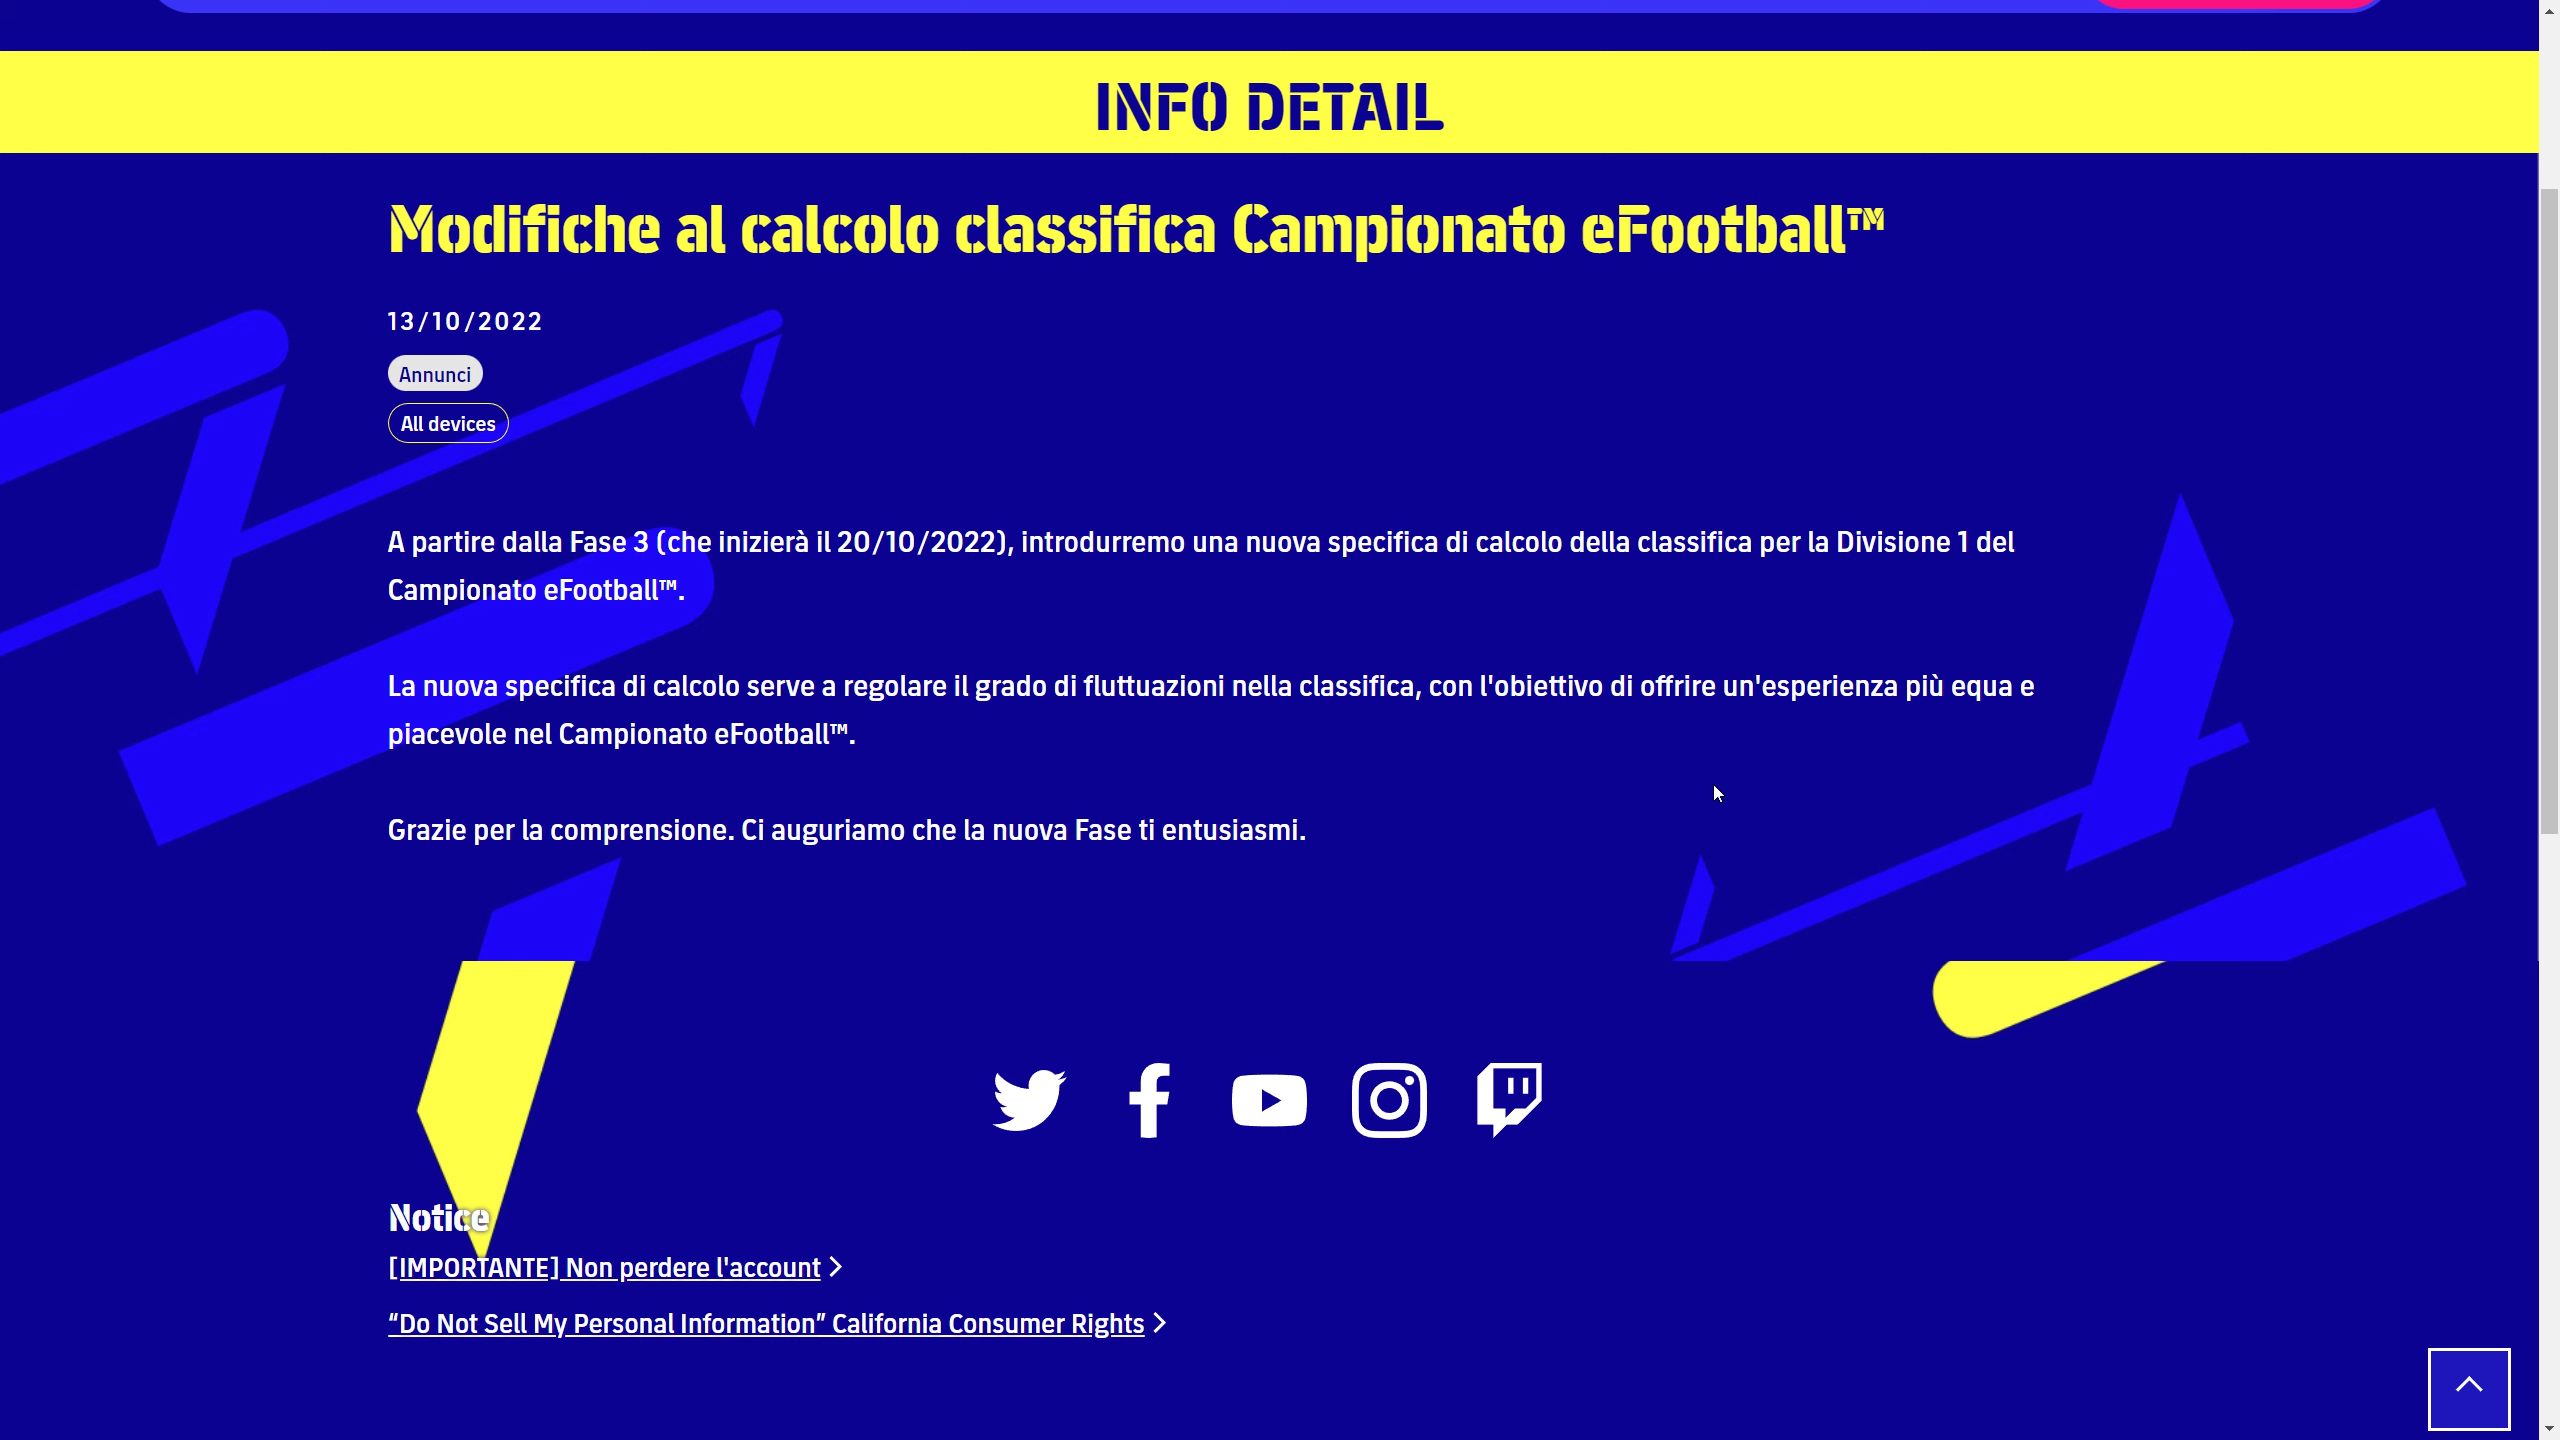 INFO DETAIL
Modifiche al calcolo classifica Campionato eFootball™
13/10/2022
Annunci
All devices
A partire dalla Fase 3 (che inizierà il 20/10/2022), introdurremo una nuova specifica di calcolo della classifica per la Divisione 1 del
Campionato eFootball™.
La nuova specifica di calcolo serve a regolare il grado di fluttuazioni nella classifica, con l'obiettivo di offrire un'esperienza più equa e
piacevole nel Campionato eFootball™.
Grazie per la comprensione. Ci auguriamo che la nuova Fase ti entusiasmi.
Notice
[IMPORTANTE] Non perdere l'account
“Do Not Sell My Personal Information” California Consumer Rights